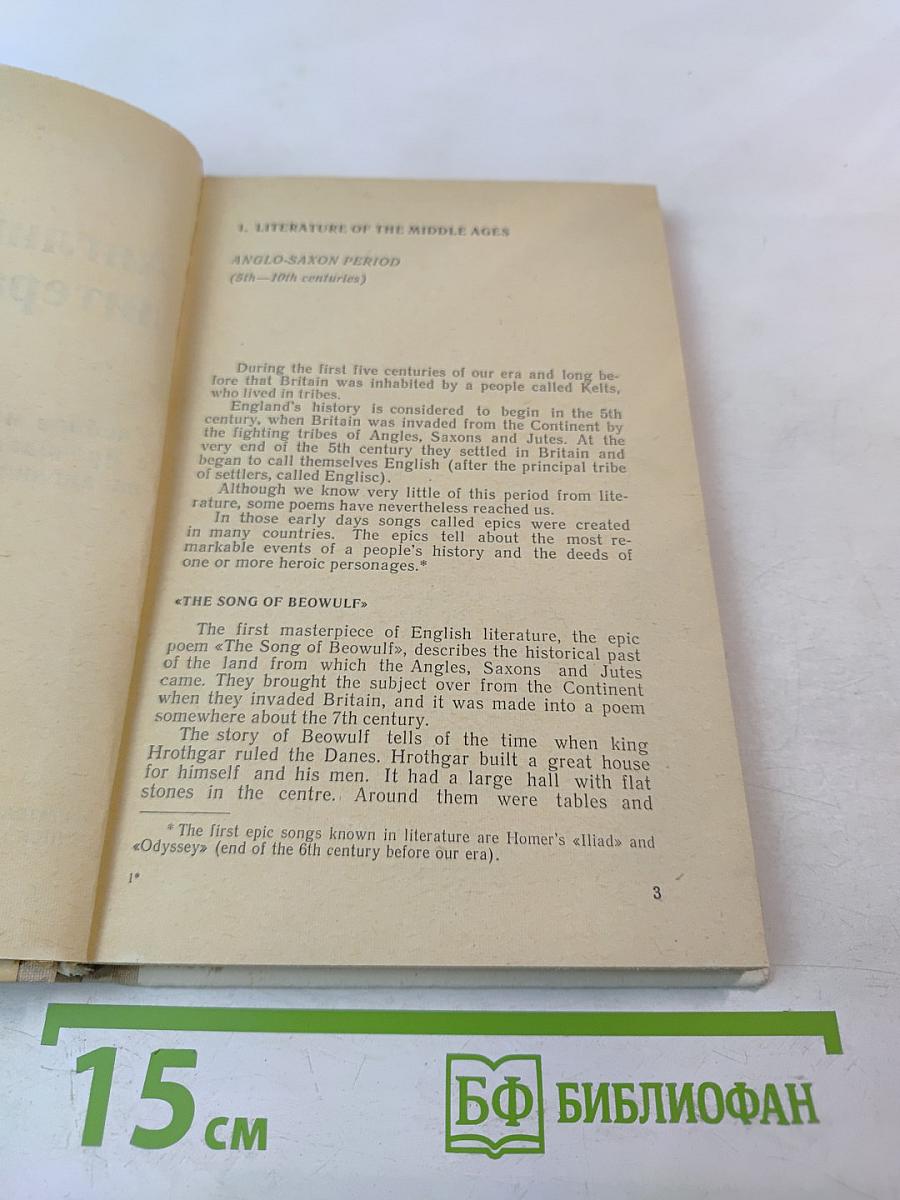 1. LITERATURE OF THE MIDDLE AGES
ANGLO-SAXON PERIOD
(5th—10th centuries)
During the first five centuries of our era and long be-
fore that Britain was inhabited by a people called Kelts,
who lived in tribes.
England's history is considered to begin in the 5th
century, when Britain was invaded from the Continent by
the fighting tribes of Angles, Saxons and Jutes. At the
very end of the 5th century they settled in Britain and
began to call themselves English (after the principal tribe
of settlers, called Englisc).
Although we know very little of this period from lite-
rature, some poems have nevertheless reached us.
In those early days songs called epics were created
in many countries. The epics tell about the most re-
markable events of a people's history and the deeds of
one or more heroic personages.*
«THE SONG OF BEOWULF»
The first masterpiece of English literature, the epic
poem «The Song of Beowulf», describes the historical past
of the land from which the Angles, Saxons and Jutes
came. They brought the subject over from the Continent
when they invaded Britain, and it was made into a poem
somewhere about the 7th century.
The story of Beowulf tells of the time when king
Hrothgar ruled the Danes. Hrothgar built a great house
for himself and his men. It had a large hall with flat
stones in the centre. Around them were tables and
* The first epic songs known in literature are Homer's «Iliad» and
«Odyssey» (end of the 6th century before our era).
1*
3
15 см
БФ БИБЛИОФАН